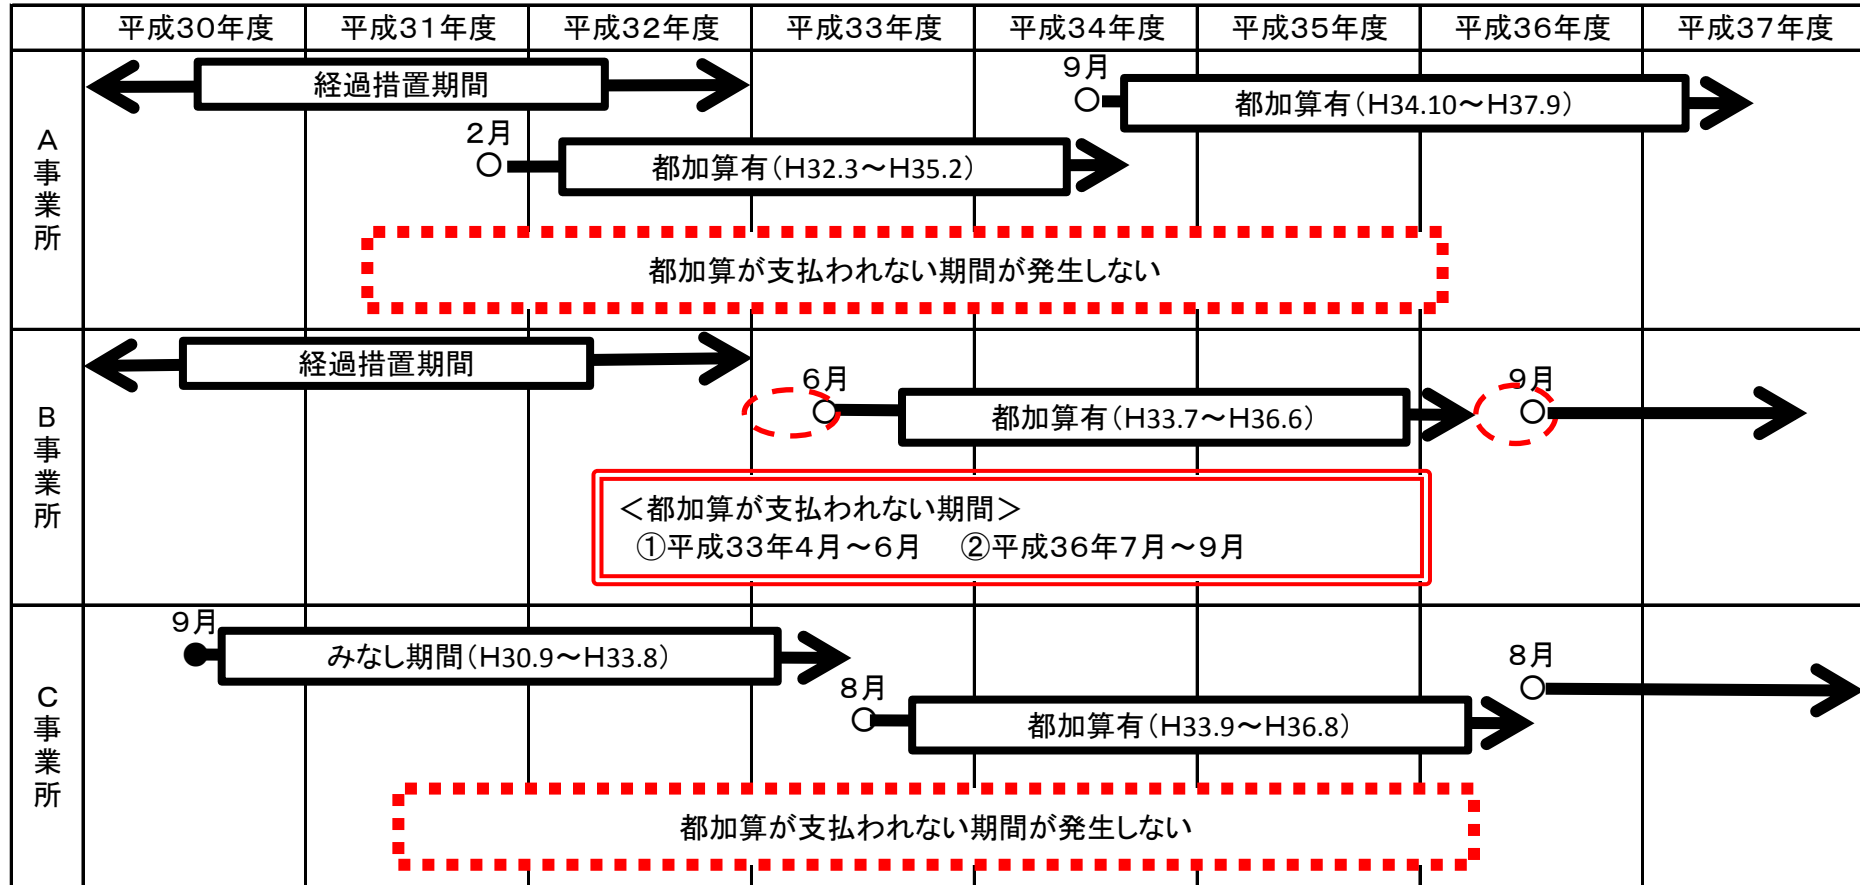 平成30年度 平成31年度 平成32年度 平成33年度 平成34年度 平成35年度 平成36年度 平成37年度
A事業所
経過措置期間
9月
都加算有(H34.10～H37.9)
2月
都加算有(H32.3～H35.2)
都加算が支払われない期間が発生しない
B事業所
経過措置期間
6月
都加算有(H33.7～H36.6)
9月
＜都加算が支払われない期間＞
①平成33年4月～6月 ②平成36年7月～9月
C事業所
9月
みなし期間(H30.9～H33.8)
8月
8月
都加算有(H33.9～H36.8)
都加算が支払われない期間が発生しない